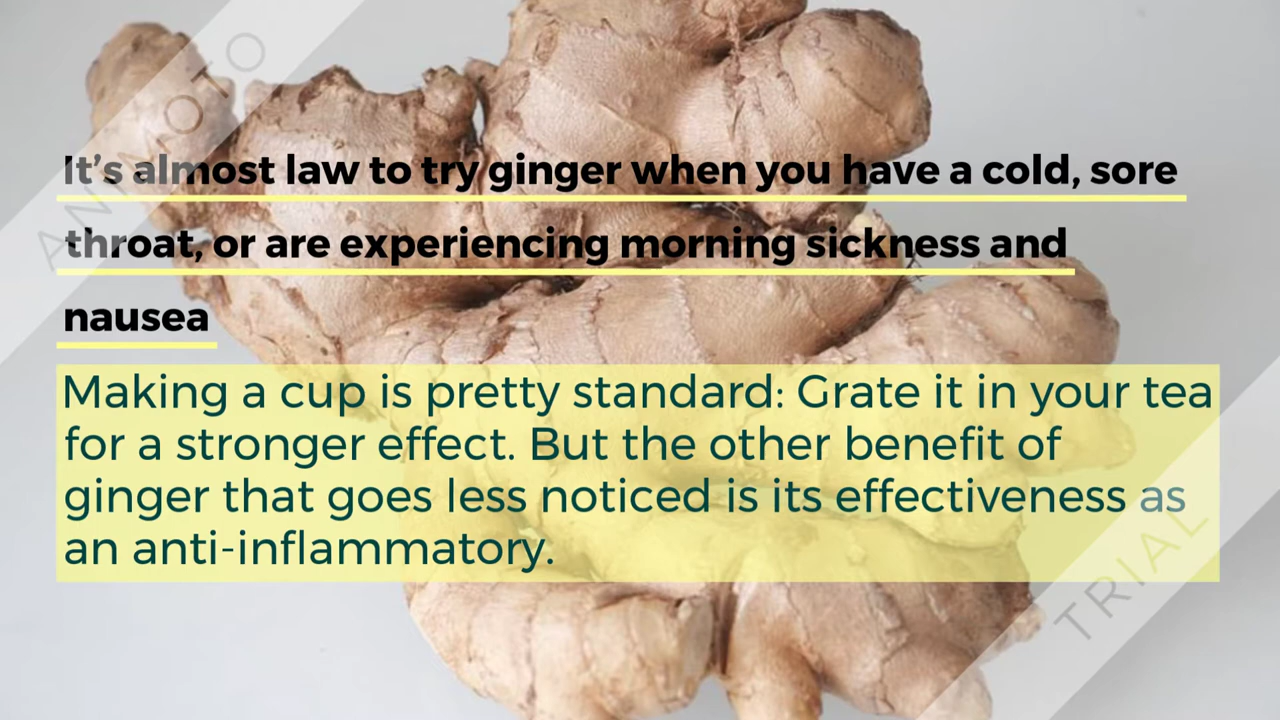 ANIMOTO
It’s almost law to try ginger when you have a cold, sore
throat, or are experiencing morning sickness and
nausea
Making a cup is pretty standard: Grate it in your tea
for a stronger effect. But the other benefit of
ginger that goes less noticed is its effectiveness as
an anti-inflammatory.
TRIAL